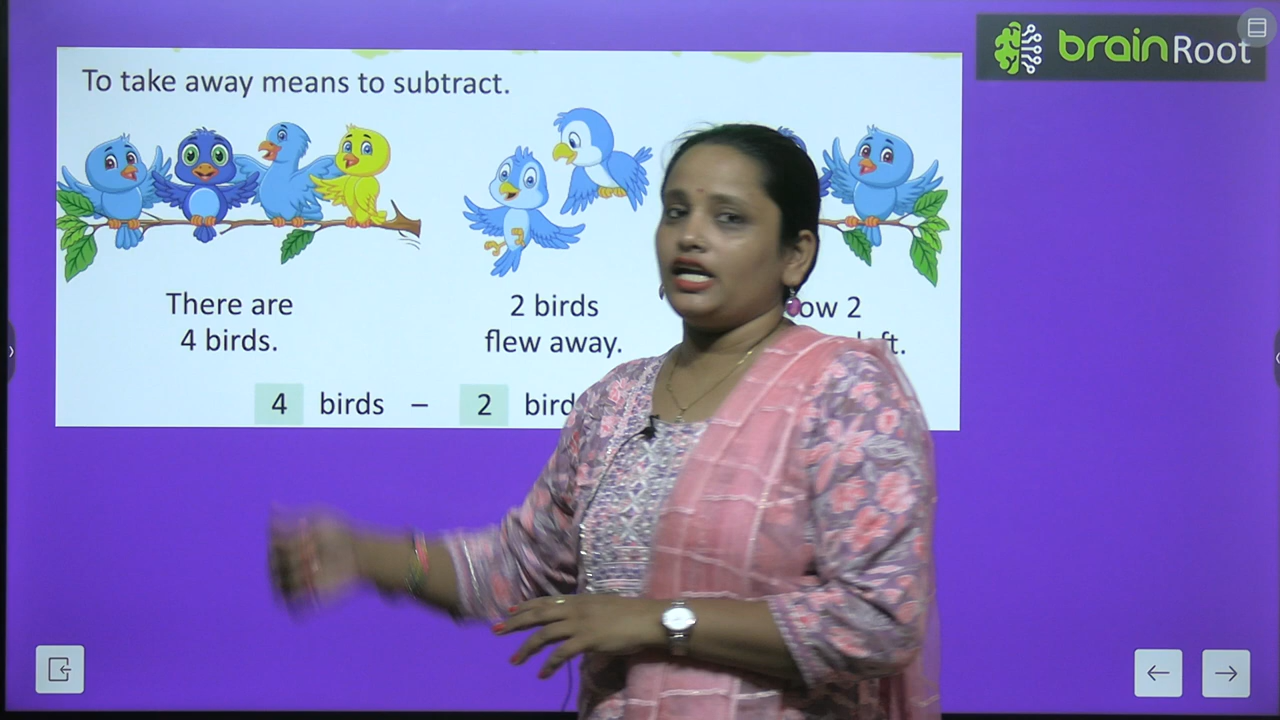 brainRoot
To take away means to subtract.
There are
4 birds.
2 birds
flew away.
2
4 birds – 2